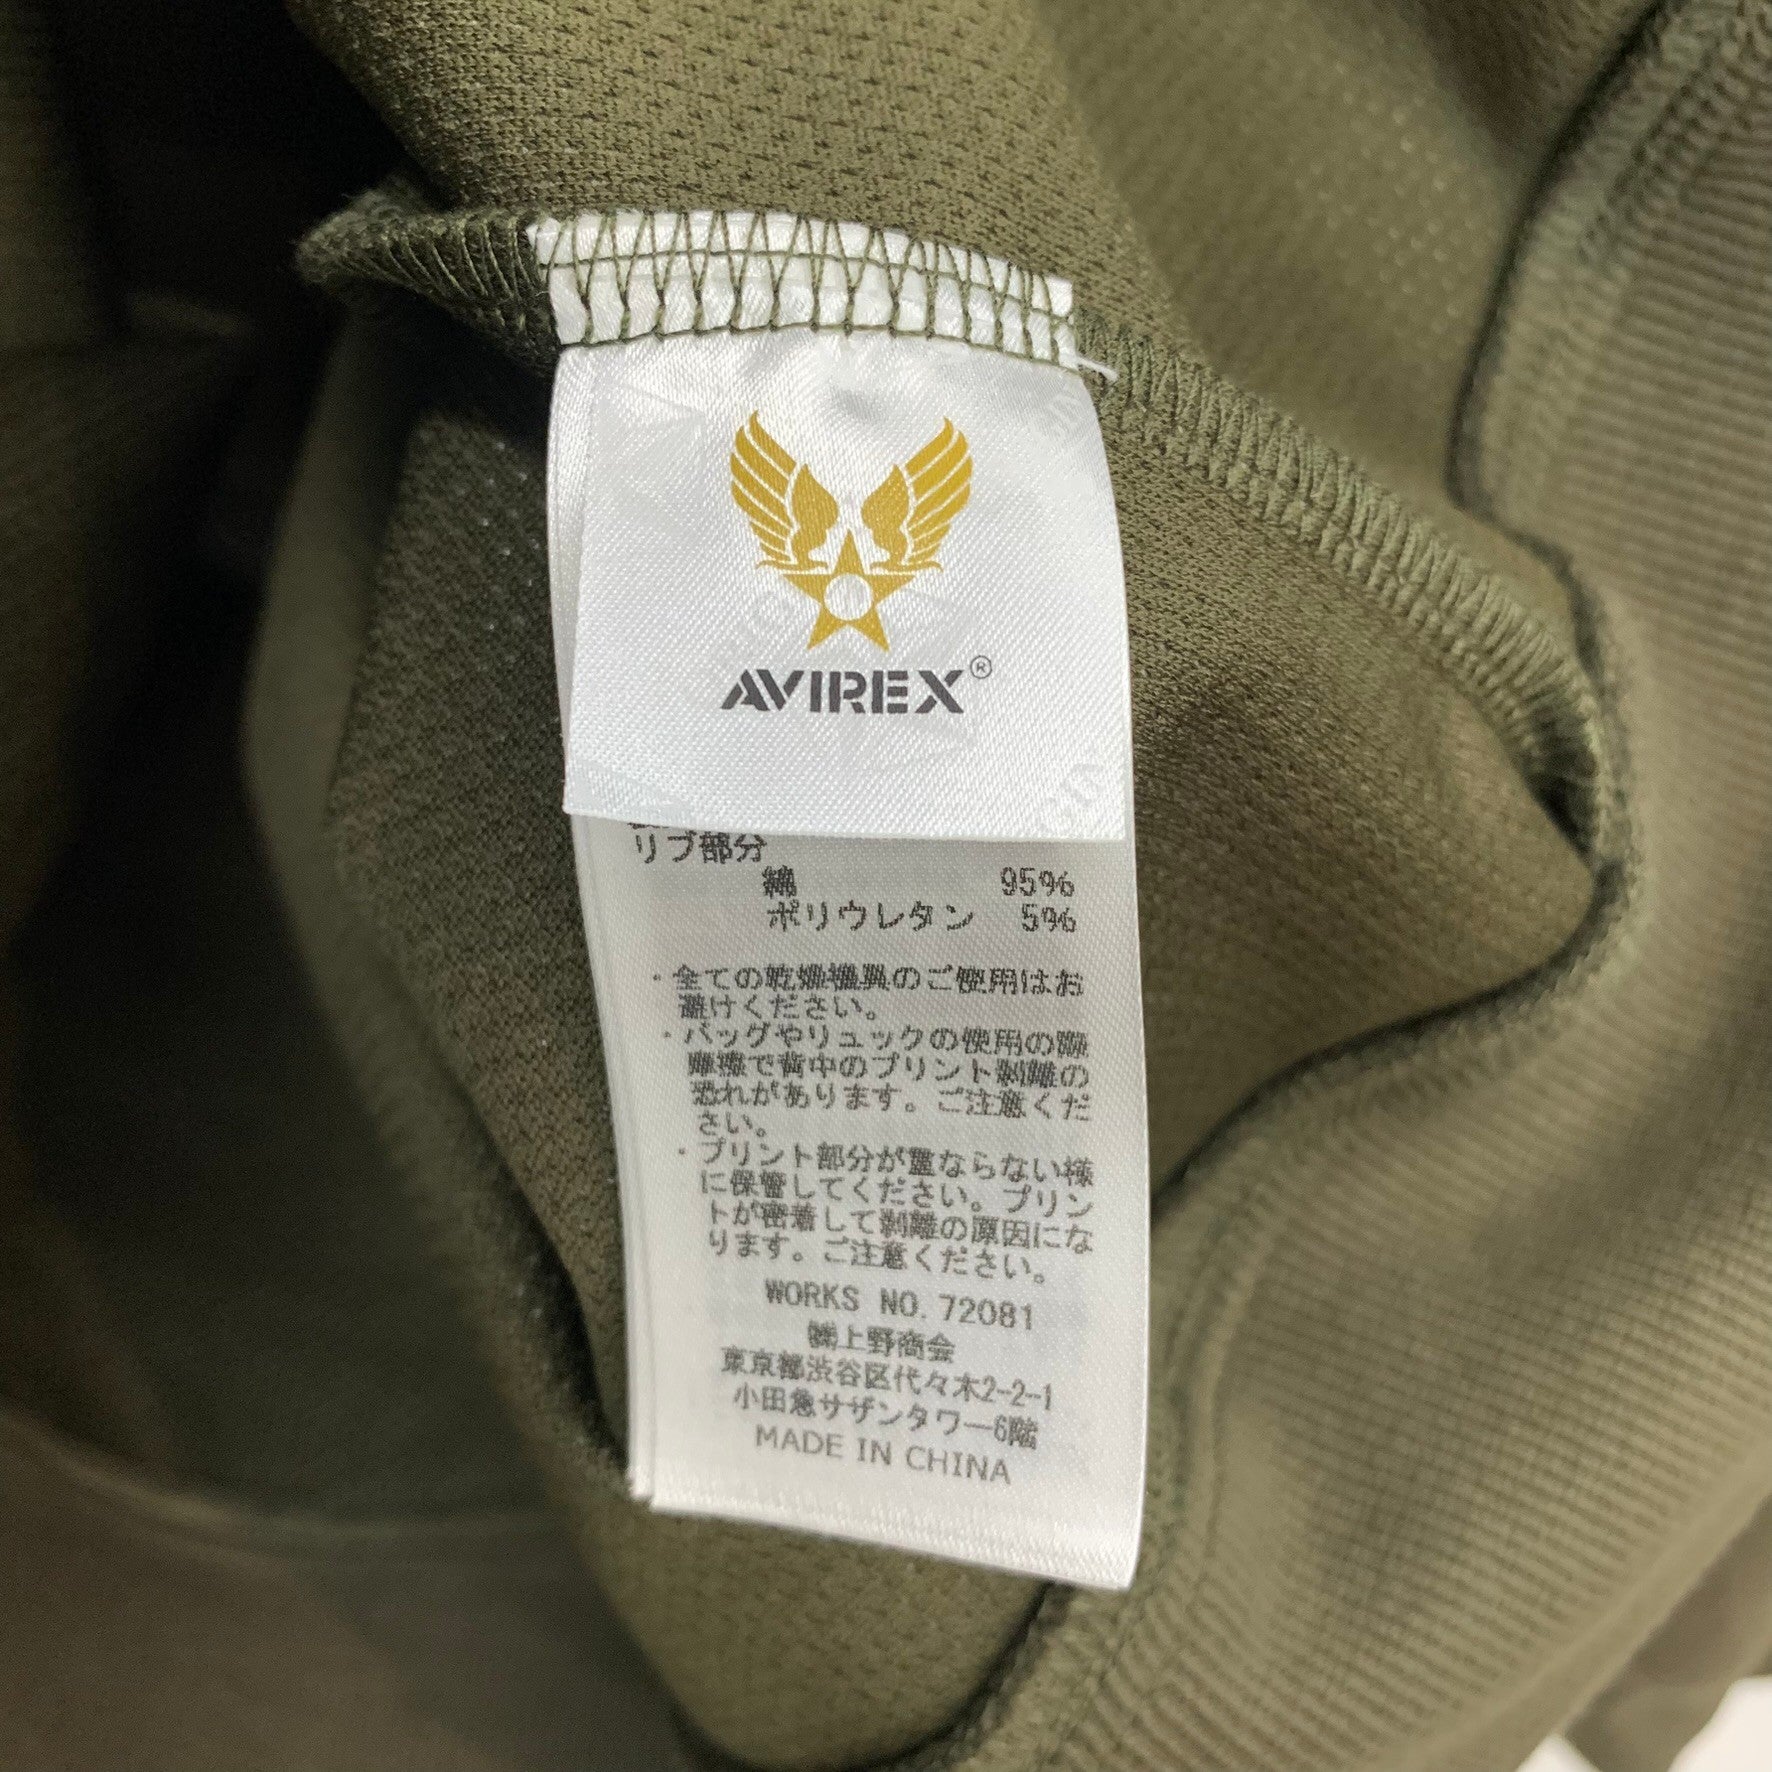 AVIREX®
リブ部分
綿 95%
ポリウレタン 5%
・全ての乾燥機具のご使用はお
避けください。
・バッグやリュックの使用の際
摩擦で背中のプリント剥離の
恐れがあります。ご注意くだ
さい。
・プリント部分が重ならない様
に保管してください。プリン
トが密着して剥離の原因にな
ります。ご注意ください。
WORKS NO. 72081
㈱上野商会
東京都渋谷区代々木2-2-1
小田急サザンタワー6階
MADE IN CHINA